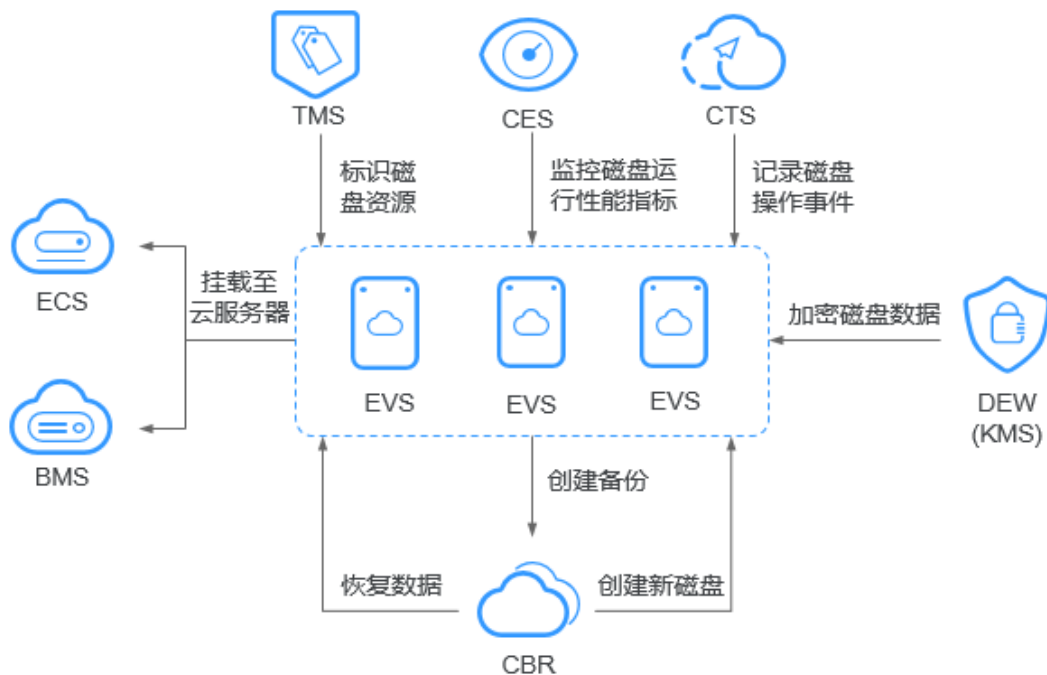 TMS
CES
CTS
标识磁
盘资源
监控磁盘运
行性能指标
记录磁盘
操作事件
ECS
挂载至
云服务器
加密磁盘数据
EVS
EVS
EVS
DEW
(KMS)
BMS
创建备份
恢复数据
创建新磁盘
CBR